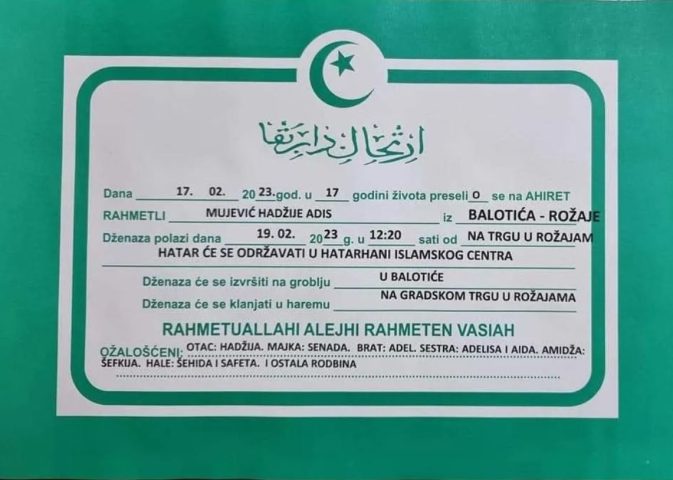 ارتحال دار بقا
Dana 17. 02. 2023.god. u 17 godini života preseli o se na AHIRET
RAHMETLI MUJEVIĆ HADŽIJE ADIS iz BALOTIĆA - ROŽAJE
Dženaza polazi dana 19.02. 2023 g. u 12:20 sati od NA TRGU U ROŽAJAM
HATAR ĆE SE ODRŽAVATI U HATARHANI ISLAMSKOG CENTRA
Dženaza će se izvršiti na groblju U BALOTIĆE
Dženaza će se klanjati u haremu NA GRADSKOM TRGU U ROŽAJAMA
RAHMETUALLAHI ALEJHI RAHMETEN VASIAH
OŽALOŠĆENI: OTAC: HADŽIJA. MAJKA: SENADA. BRAT: ADEL. SESTRA: ADELISA I AIDA. AMIDŽA:
ŠEFKIJA. HALE: ŠEHIDA I SAFETA. I OSTALA RODBINA